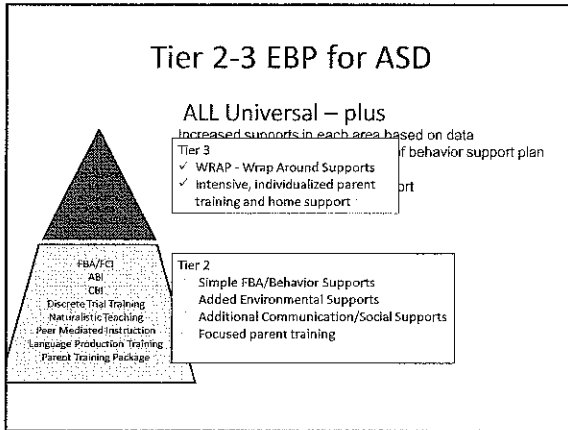 Tier 2-3 EBP for ASD
ALL Universal – plus
Increased supports in each area based on data
of behavior support plan
Tier 3
✓ WRAP - Wrap Around Supports
✓ Intensive, individualized parent
training and home support
FBA/FCI
ABI
CBI
Discrete Trial Training
Naturalistic Teaching
Peer Mediated Instruction
Language Production Training
Parent Training Package
Tier 2
Simple FBA/Behavior Supports
Added Environmental Supports
Additional Communication/Social Supports
Focused parent training